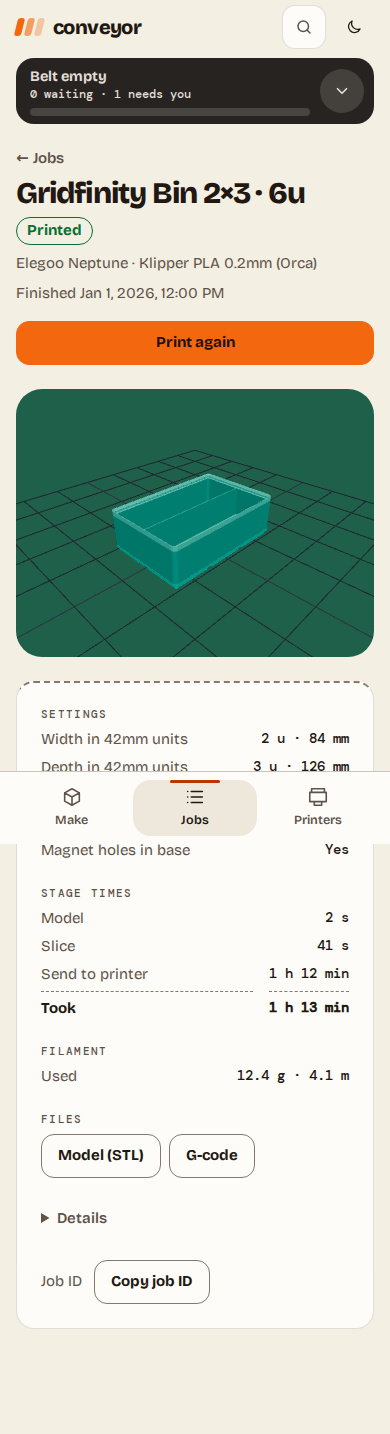 conveyor
Belt empty
0 waiting · 1 needs you
← Jobs
Gridfinity Bin 2×3 · 6u
Printed
Elegoo Neptune · Klipper PLA 0.2mm (Orca)
Finished Jan 1, 2026, 12:00 PM
Print again
SETTINGS
Width in 42mm units 2 u · 84 mm
Depth in 42mm units 3 u · 126 mm
Make Jobs Printers
Magnet holes in base Yes
STAGE TIMES
Model 2 s
Slice 41 s
Send to printer 1 h 12 min
Took 1 h 13 min
FILAMENT
Used 12.4 g · 4.1 m
FILES
Model (STL) G-code
▶ Details
Job ID Copy job ID